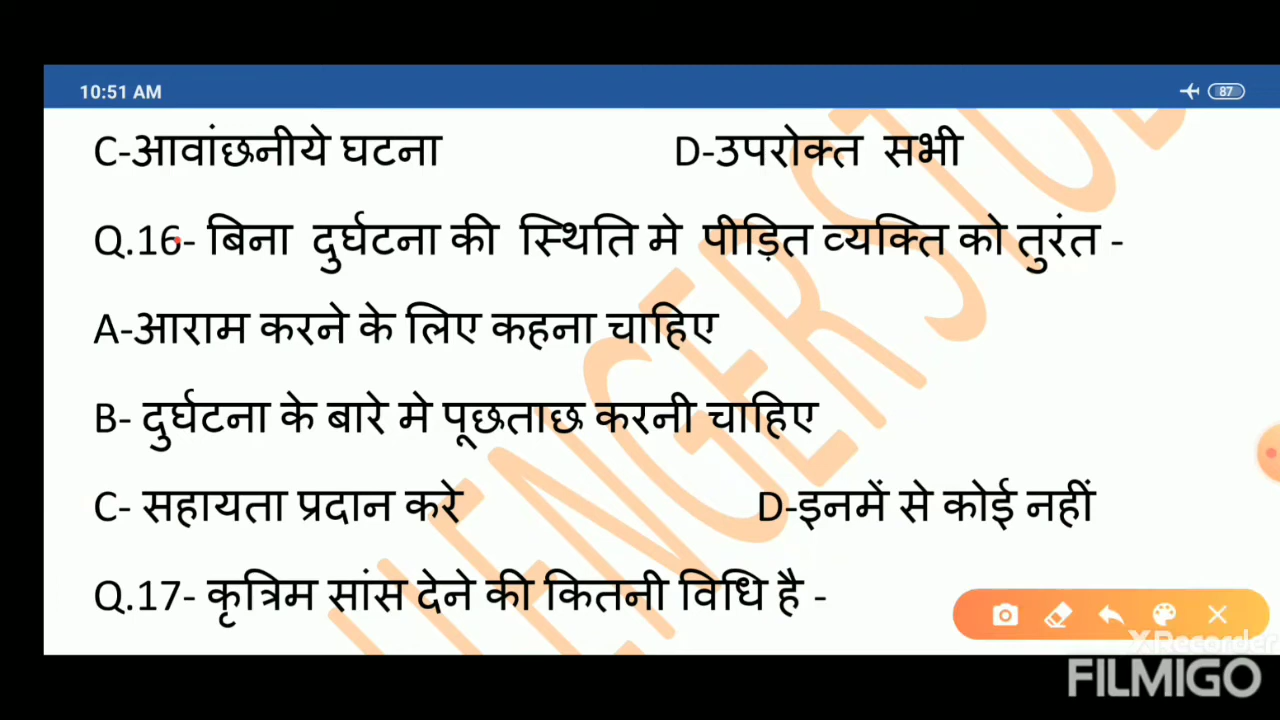 10:51 AM 87
C-आवांछनीये घटना D-उपरोक्त सभी
Q.16- बिना दुर्घटना की स्थिति मे पीड़ित व्यक्ति को तुरंत -
A-आराम करने के लिए कहना चाहिए
B- दुर्घटना के बारे मे पूछताछ करनी चाहिए
C- सहायता प्रदान करे D-इनमें से कोई नहीं
Q.17- कृत्रिम सांस देने की कितनी विधि है -
XRecorder
FILMIGO